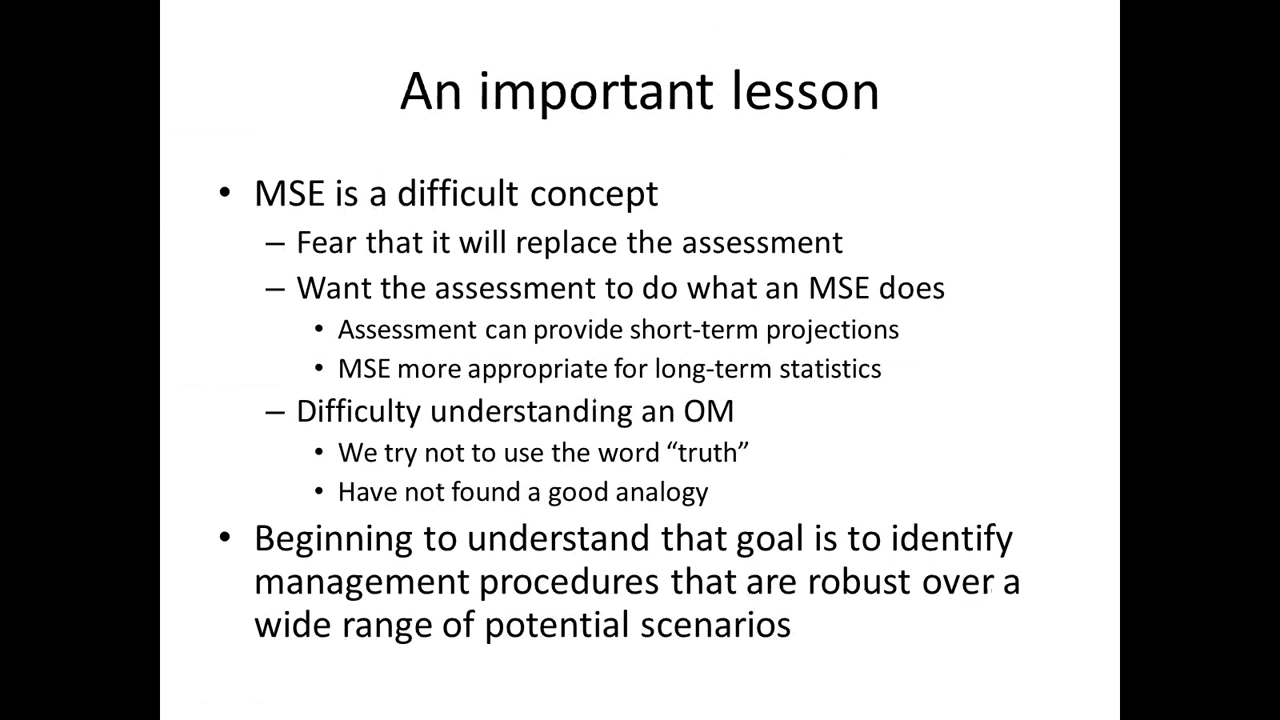 An important lesson
• MSE is a difficult concept
– Fear that it will replace the assessment
– Want the assessment to do what an MSE does
• Assessment can provide short-term projections
• MSE more appropriate for long-term statistics
– Difficulty understanding an OM
• We try not to use the word “truth”
• Have not found a good analogy
• Beginning to understand that goal is to identify
management procedures that are robust over a
wide range of potential scenarios